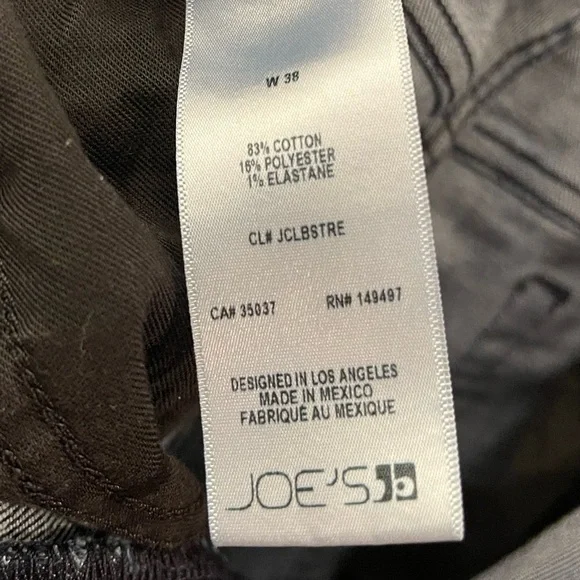 W 38
83% COTTON
16% POLYESTER
1% ELASTANE
CL# JCLBSTRE
CA# 35037 RN# 149497
DESIGNED IN LOS ANGELES
MADE IN MEXICO
FABRIQUÉ AU MEXIQUE
JOE'S